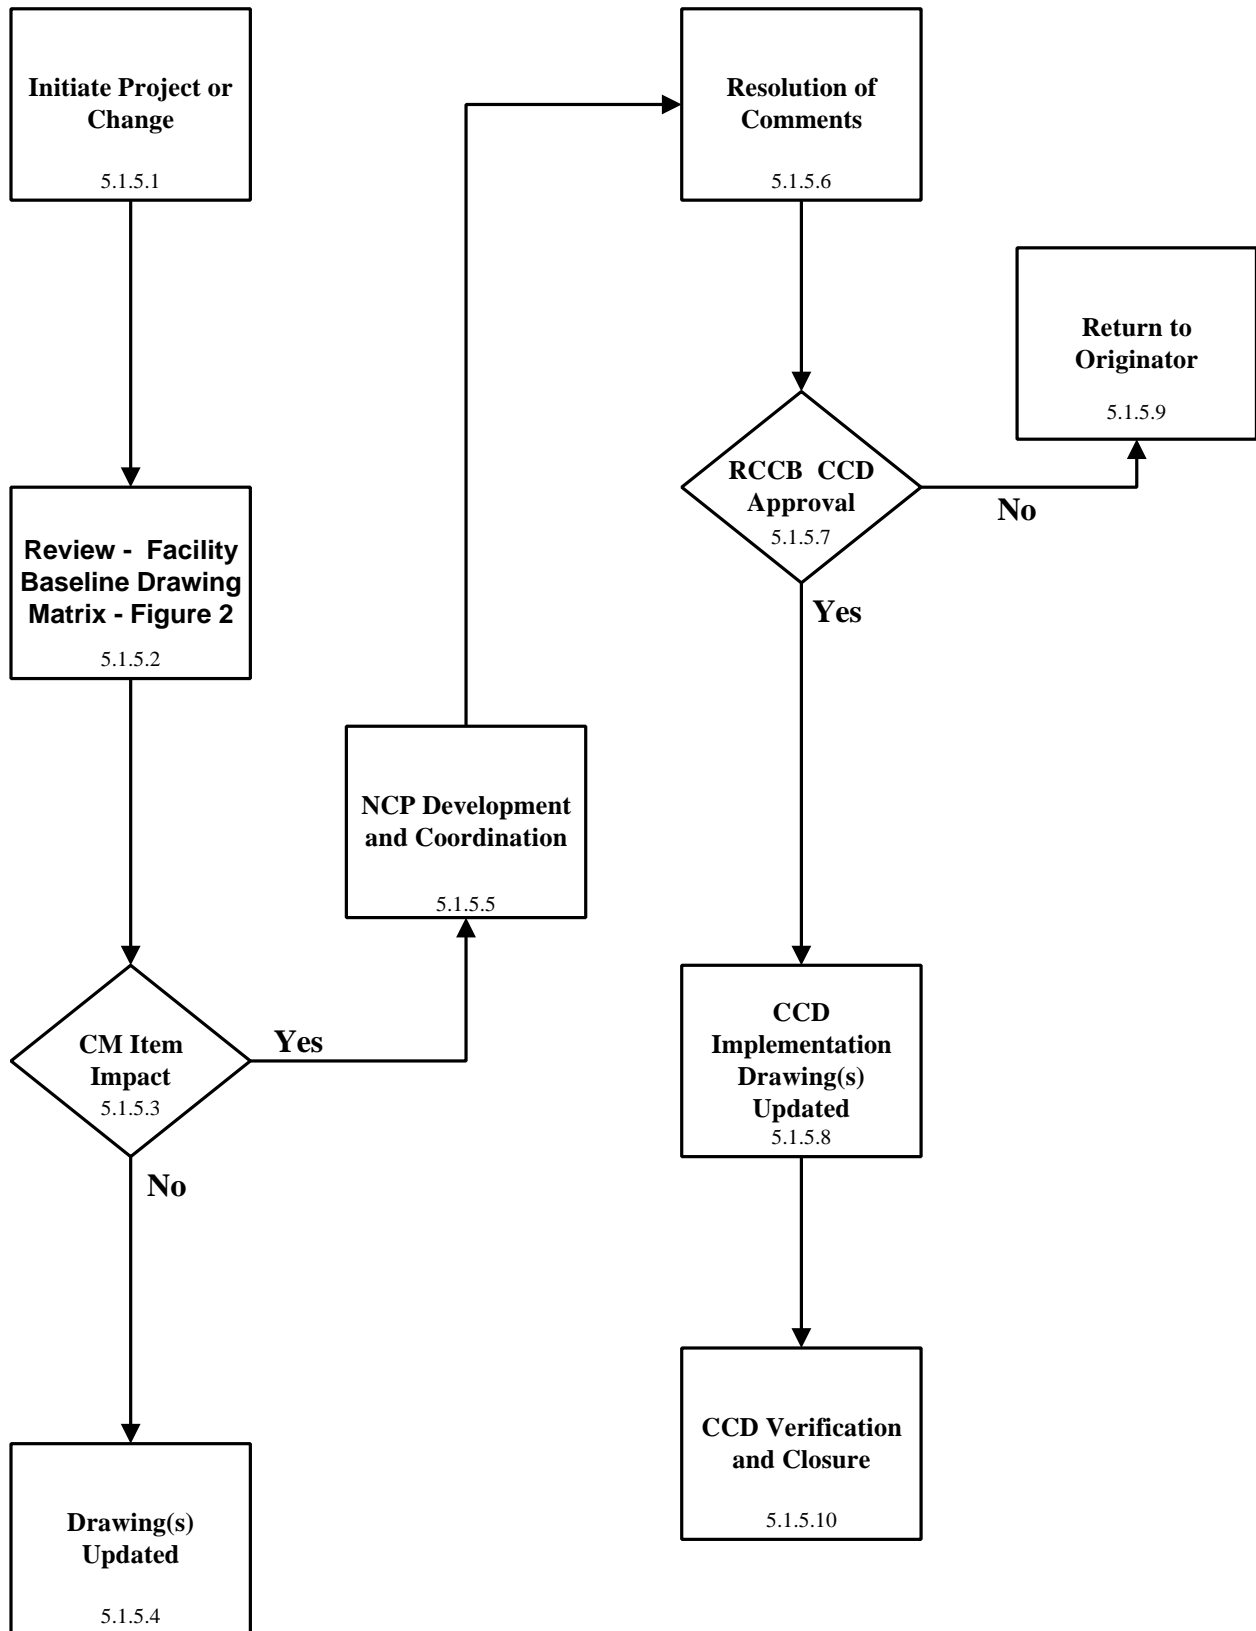 Initiate Project or
Change
5.1.5.1
Review -  Facility
Baseline Drawing
Matrix - Figure 2
5.1.5.2
CM Item
Impact
5.1.5.3
Yes
No
Drawing(s)
Updated
5.1.5.4
NCP Development
and Coordination
5.1.5.5
Resolution of
Comments
5.1.5.6
RCCB  CCD
Approval
5.1.5.7
No
Yes
Return to
Originator
5.1.5.9
CCD
Implementation
Drawing(s)
Updated
5.1.5.8
CCD Verification
and Closure
5.1.5.10